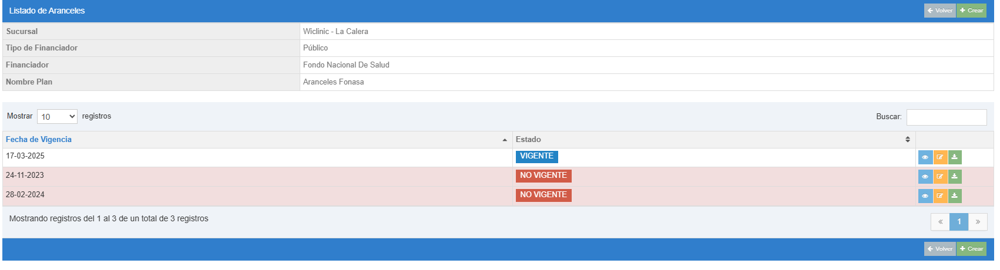 Listado de Aranceles
Volver Crear
Sucursal Wiclinic - La Calera
Tipo de Financiador Público
Financiador Fondo Nacional De Salud
Nombre Plan Aranceles Fonasa
Mostrar 10 registros Buscar:
Fecha de Vigencia Estado
17-03-2025 VIGENTE
24-11-2023 NO VIGENTE
28-02-2024 NO VIGENTE
Mostrando registros del 1 al 3 de un total de 3 registros « 1 »
Volver Crear